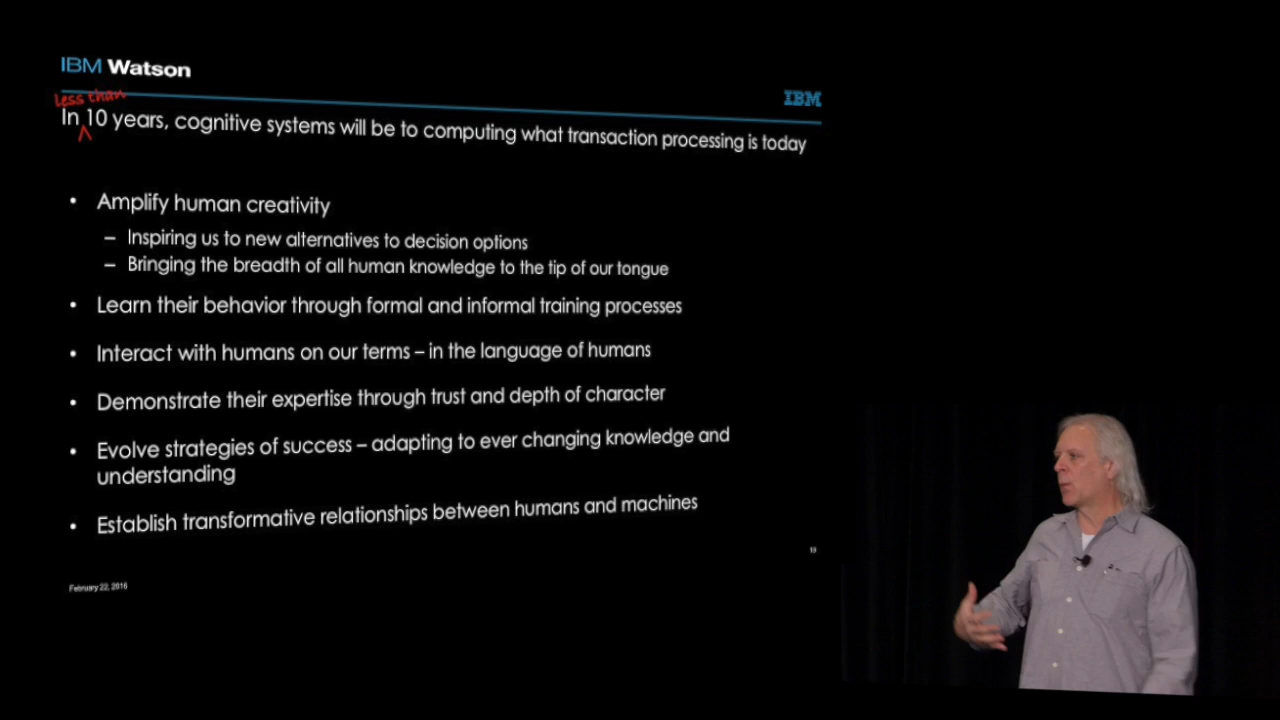 IBM Watson
IBM
less than
In ^ 10 years, cognitive systems will be to computing what transaction processing is today
• Amplify human creativity
– Inspiring us to new alternatives to decision options
– Bringing the breadth of all human knowledge to the tip of our tongue
• Learn their behavior through formal and informal training processes
• Interact with humans on our terms – in the language of humans
• Demonstrate their expertise through trust and depth of character
• Evolve strategies of success – adapting to ever changing knowledge and
understanding
• Establish transformative relationships between humans and machines
19
February 22, 2016